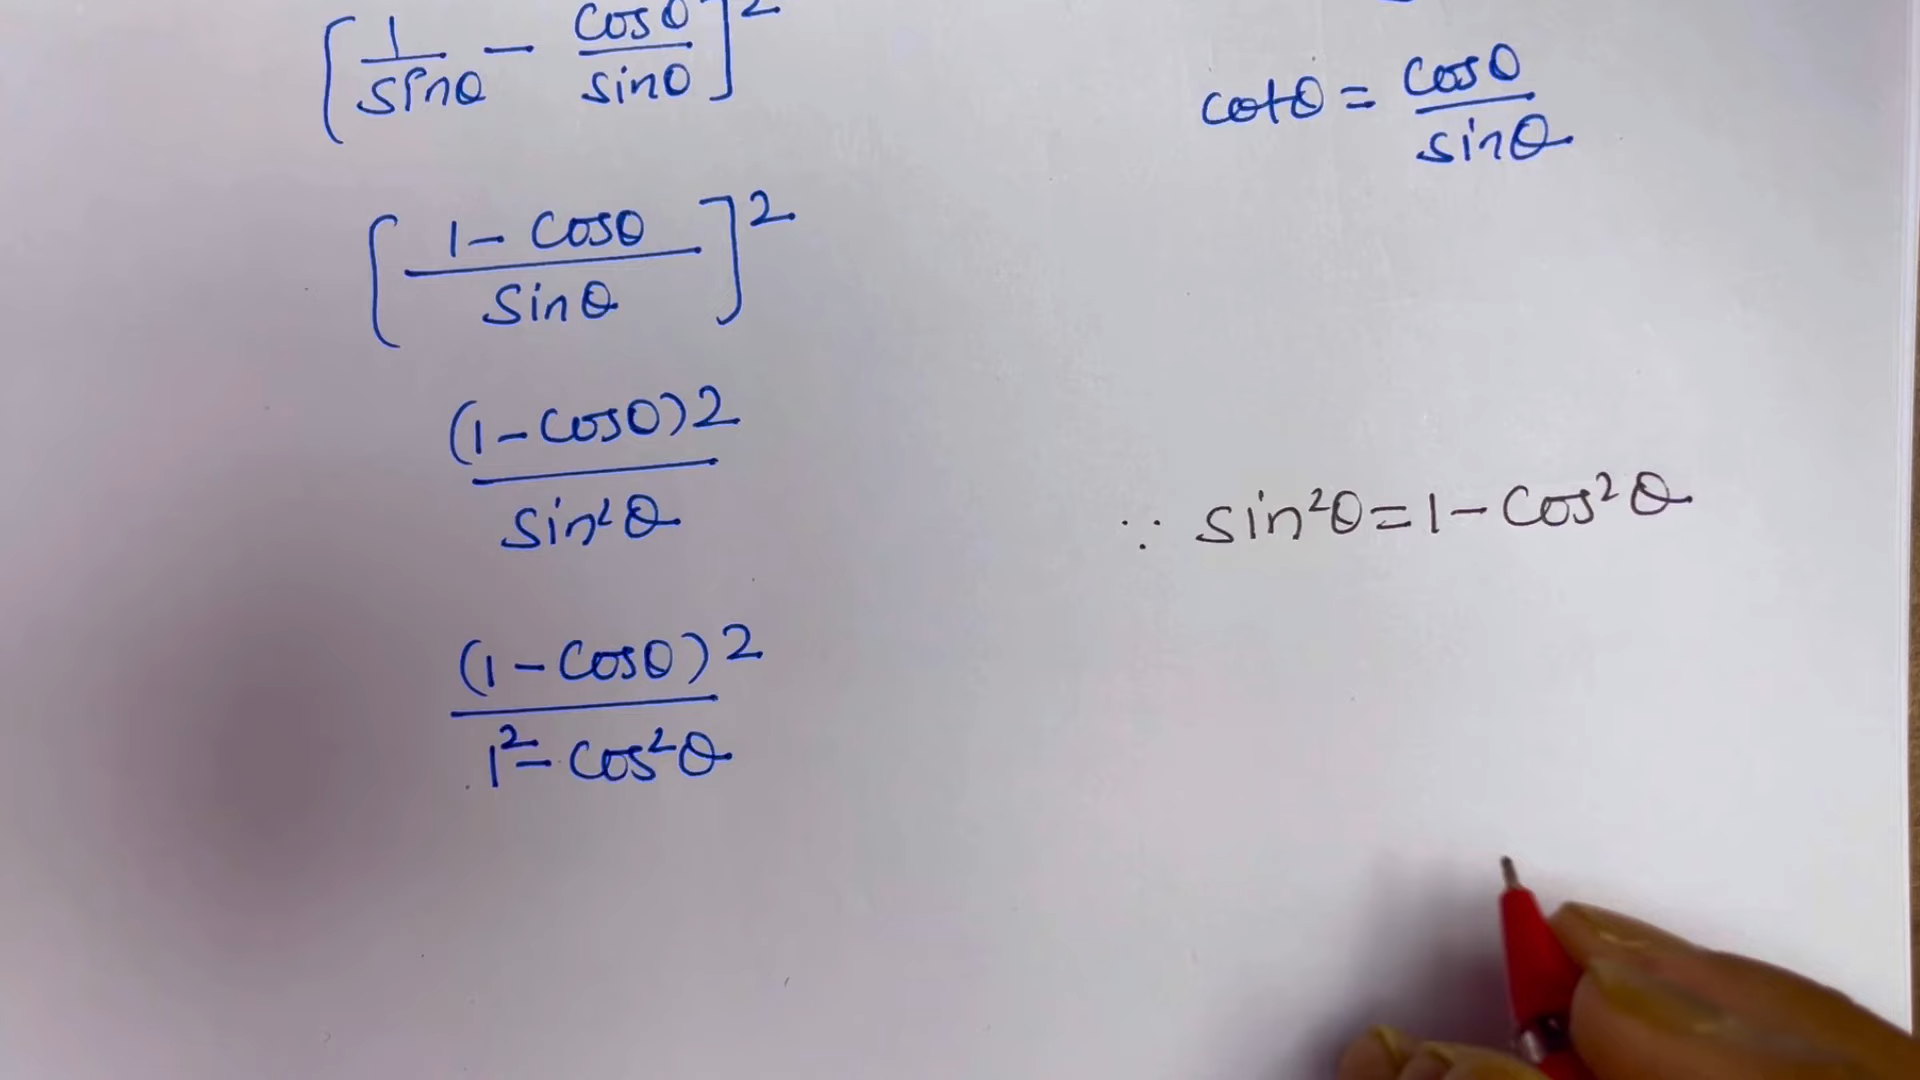 [1/sinθ - cosθ/sinθ]²
cotθ = cosθ/sinθ
[1 - cosθ/sinθ]²
(1 - cosθ)2/sin²θ
∵ sin²θ = 1 - cos²θ
(1 - cosθ)2/1² - cos²θ